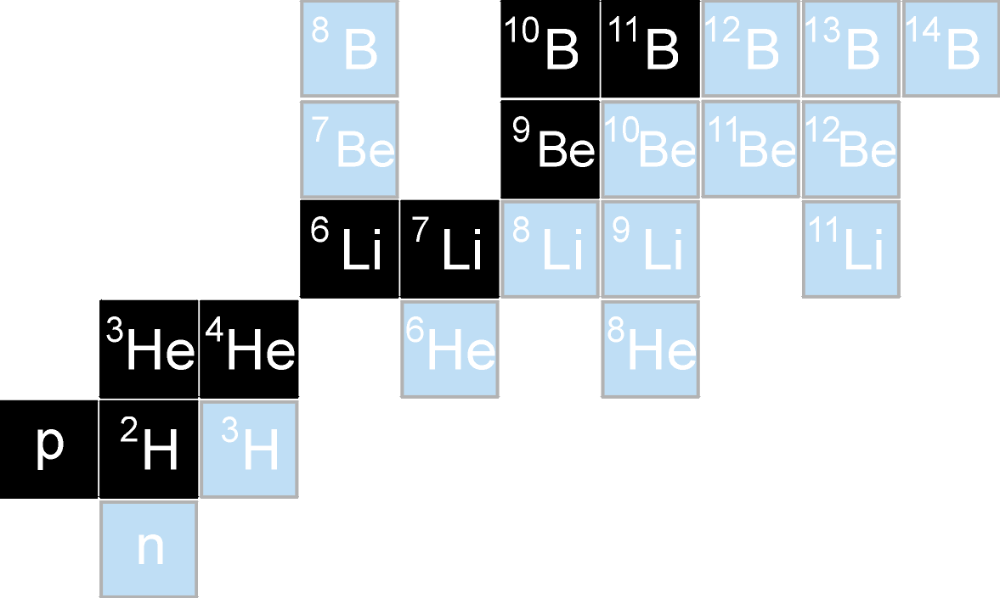 ⁸B ¹⁰B ¹¹B ¹²B ¹³B ¹⁴B
⁷Be ⁹Be ¹⁰Be ¹¹Be ¹²Be
⁶Li ⁷Li ⁸Li ⁹Li ¹¹Li
³He ⁴He ⁶He ⁸He
p ²H ³H
n